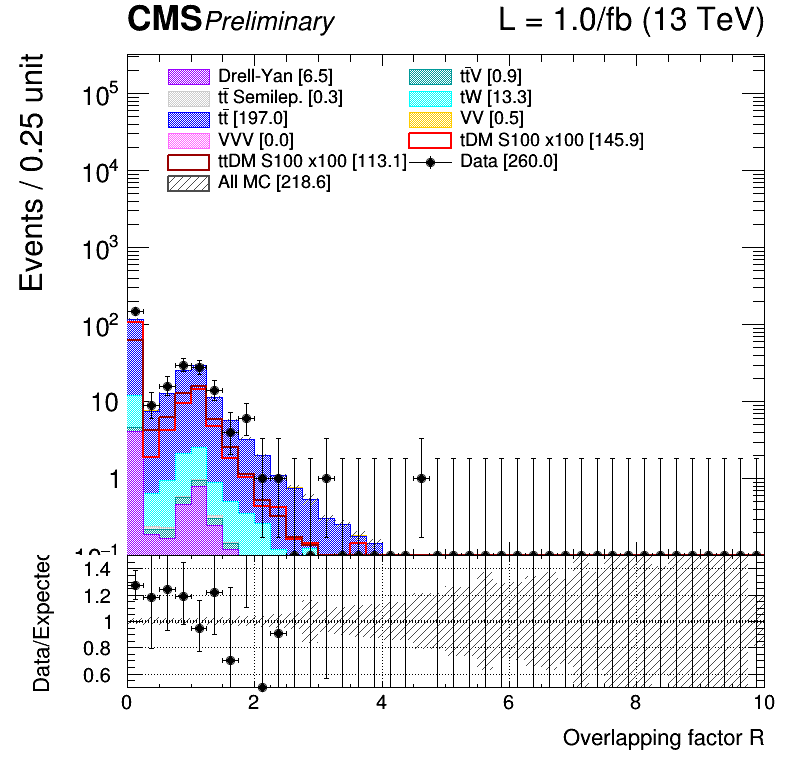 CMS Preliminary L = 1.0/fb (13 TeV)
Events / 0.25 unit
Drell-Yan [6.5] tt̄V [0.9]
tt̄ Semilep. [0.3] tW [13.3]
tt̄ [197.0] VV [0.5]
VVV [0.0] tDM S100 x100 [145.9]
ttDM S100 x100 [113.1] Data [260.0]
All MC [218.6]
10⁵
10⁴
10³
10²
10
1
10⁻¹
Data/Expected
1.4
1.2
1
0.8
0.6
0 2 4 6 8 10
Overlapping factor R